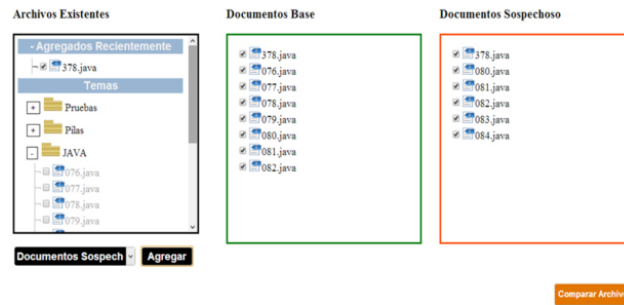 Archivos Existentes
- Agregados Recientemente
378.java
Temas
+ Pruebas
+ Pilas
- JAVA
076.java
077.java
078.java
079.java
Documentos Sospech
Agregar
Documentos Base
378.java
076.java
077.java
078.java
079.java
080.java
081.java
082.java
Documentos Sospechoso
378.java
080.java
081.java
082.java
083.java
084.java
Comparar Archivo